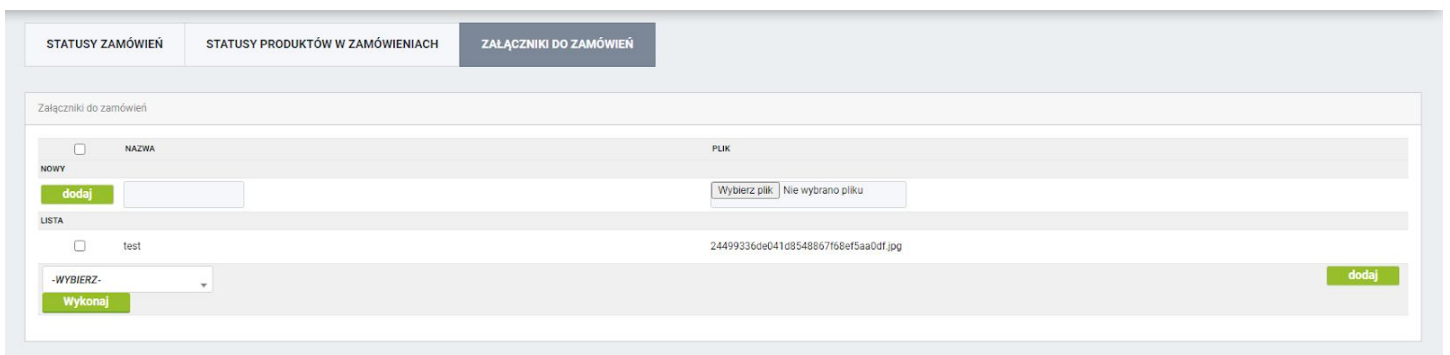 STATUSY ZAMÓWIEŃ STATUSY PRODUKTÓW W ZAMÓWIENIACH ZAŁĄCZNIKI DO ZAMÓWIEŃ
Załączniki do zamówień
NAZWA PLIK
NOWY
dodaj Wybierz plik Nie wybrano pliku
LISTA
test 24499336de041d8548867f68ef5aa0df.jpg
-WYBIERZ- dodaj
Wykonaj